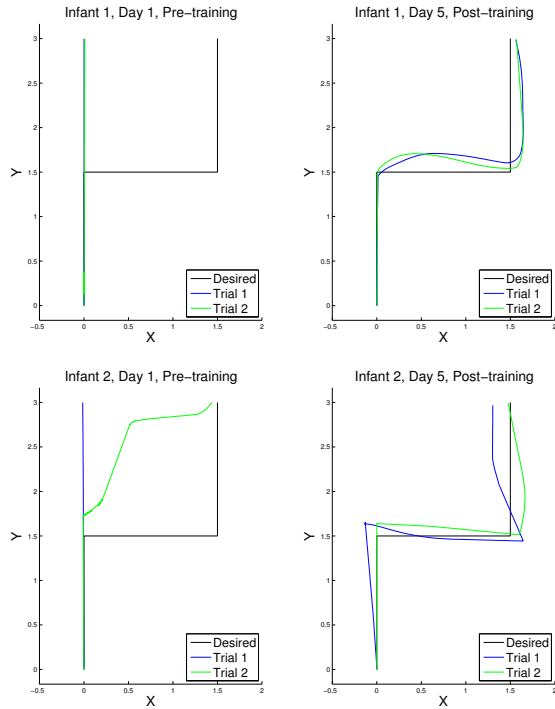 Infant 1, Day 1, Pre-training
3
2.5
2
Y
1.5
1
0.5
0
-0.5
0
0.5
1
1.5
2
X
Desired
Trial 1
Trial 2
Infant 1, Day 5, Post-training
3
2.5
2
Y
1.5
1
0.5
0
-0.5
0
0.5
1
1.5
2
X
Desired
Trial 1
Trial 2
Infant 2, Day 1, Pre-training
3
2.5
2
Y
1.5
1
0.5
0
-0.5
0
0.5
1
1.5
2
X
Desired
Trial 1
Trial 2
Infant 2, Day 5, Post-training
3
2.5
2
Y
1.5
1
0.5
0
-0.5
0
0.5
1
1.5
2
X
Desired
Trial 1
Trial 2